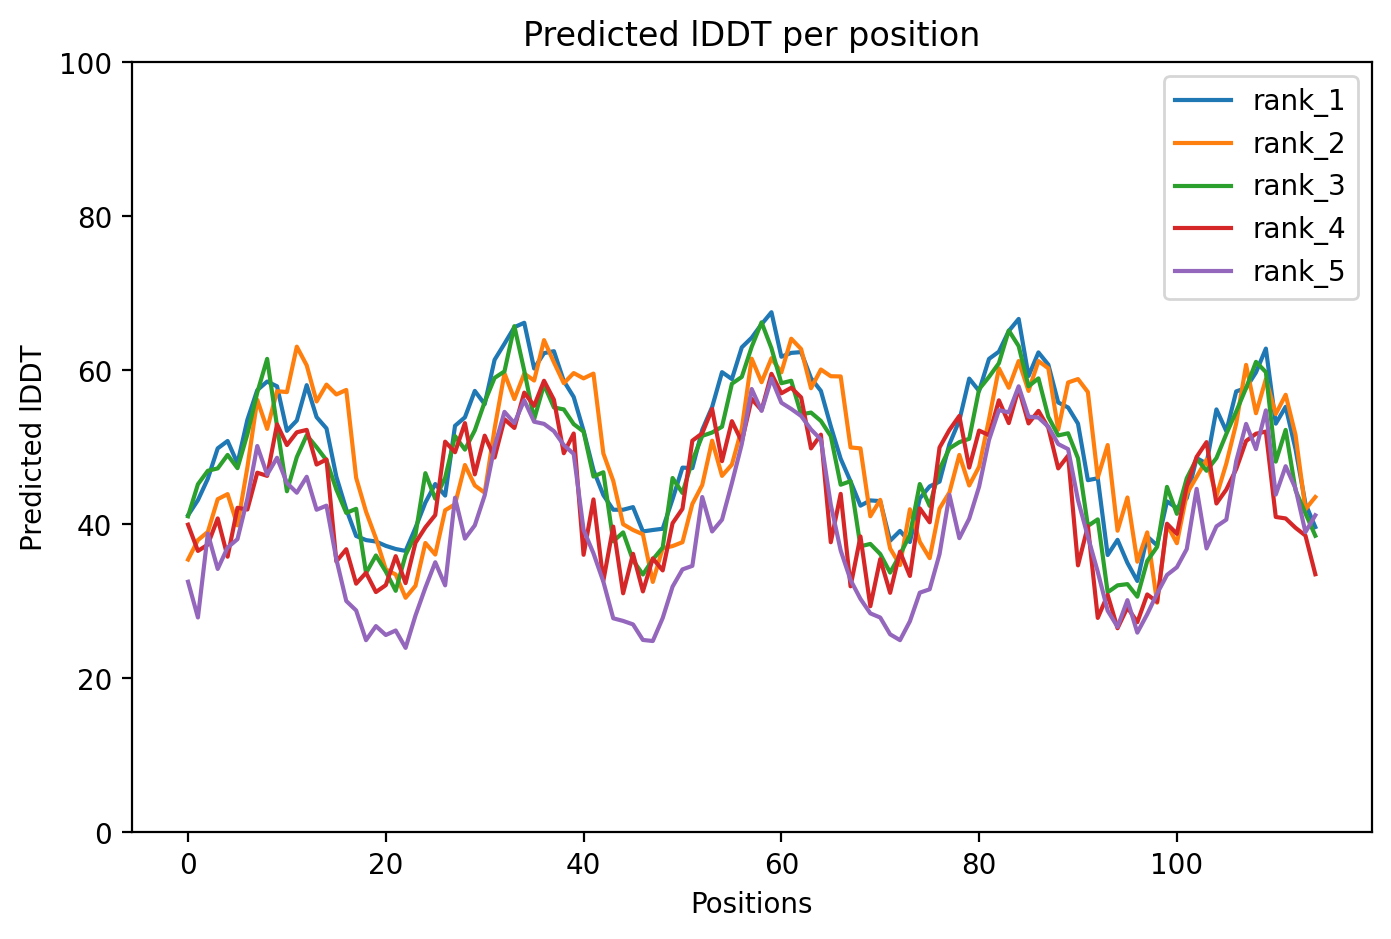 Predicted lDDT per position
100
80
60
40
20
0
Predicted lDDT
rank_1
rank_2
rank_3
rank_4
rank_5
0 20 40 60 80 100
Positions